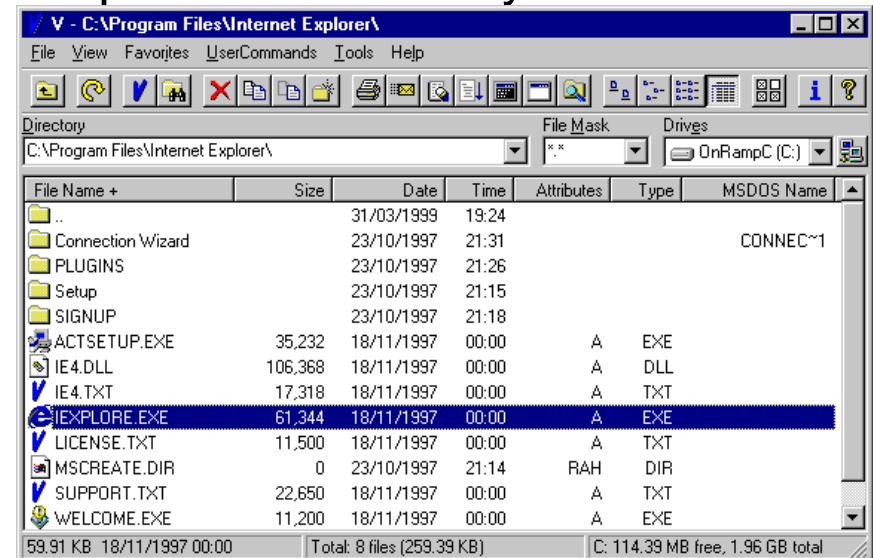 V - C:\Program Files\Internet Explorer\
File View Favorites UserCommands Tools Help
Directory File Mask Drives
C:\Program Files\Internet Explorer\ *.* OnRampC (C:)
File Name + Size Date Time Attributes Type MSDOS Name
.. 31/03/1999 19:24
Connection Wizard 23/10/1997 21:31 CONNEC~1
PLUGINS 23/10/1997 21:26
Setup 23/10/1997 21:15
SIGNUP 23/10/1997 21:18
ACTSETUP.EXE 35,232 18/11/1997 00:00 A EXE
IE4.DLL 106,368 18/11/1997 00:00 A DLL
IE4.TXT 17,318 18/11/1997 00:00 A TXT
IEXPLORE.EXE 61,344 18/11/1997 00:00 A EXE
LICENSE.TXT 11,500 18/11/1997 00:00 A TXT
MSCREATE.DIR 0 23/10/1997 21:14 RAH DIR
SUPPORT.TXT 22,650 18/11/1997 00:00 A TXT
WELCOME.EXE 11,200 18/11/1997 00:00 A EXE
59.91 KB 18/11/1997 00:00 Total: 8 files (259.39 KB) C: 114.39 MB free, 1.96 GB total